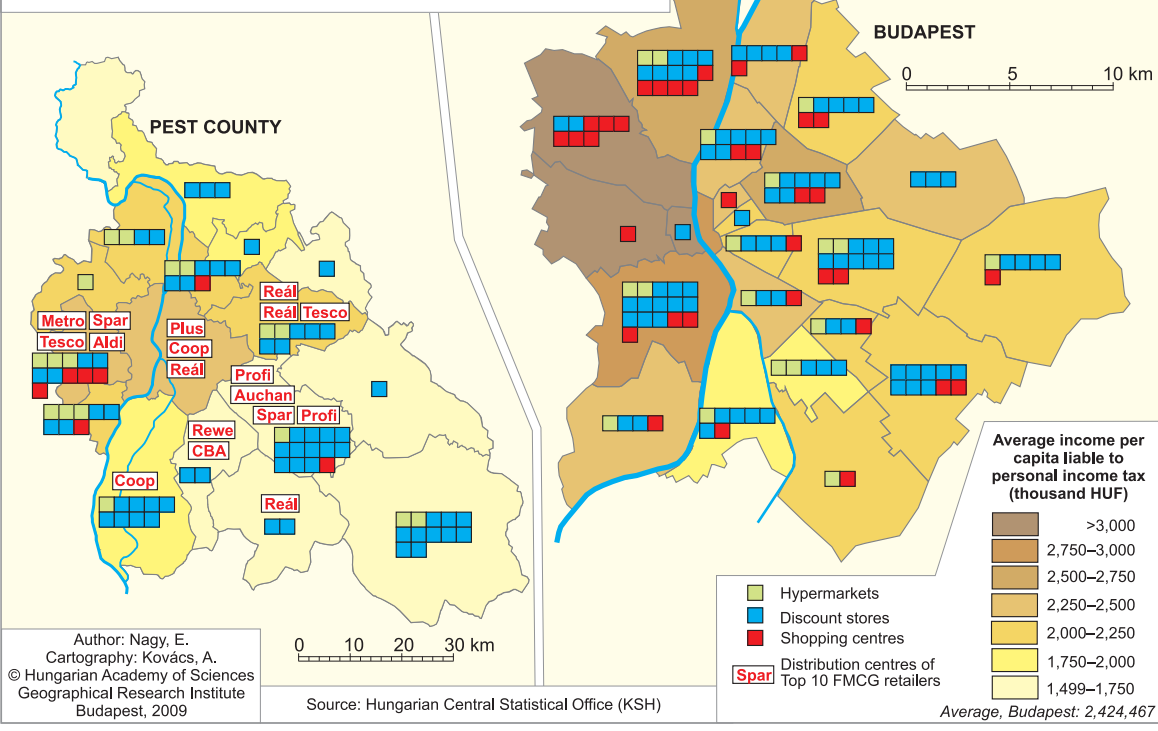 PEST COUNTY
Metro Spar
Tesco Aldi
Plus
Coop
Reál
Reál
Reál Tesco
Profi
Auchan
Spar Profi
Rewe
CBA
Coop
Reál
0 10 20 30 km
Author: Nagy, E.
Cartography: Kovács, A.
© Hungarian Academy of Sciences
Geographical Research Institute
Budapest, 2009
Source: Hungarian Central Statistical Office (KSH)
BUDAPEST
0 5 10 km
Average income per
capita liable to
personal income tax
(thousand HUF)
>3,000
2,750–3,000
2,500–2,750
2,250–2,500
2,000–2,250
1,750–2,000
1,499–1,750
Average, Budapest: 2,424,467
Hypermarkets
Discount stores
Shopping centres
Spar Distribution centres of
Top 10 FMCG retailers